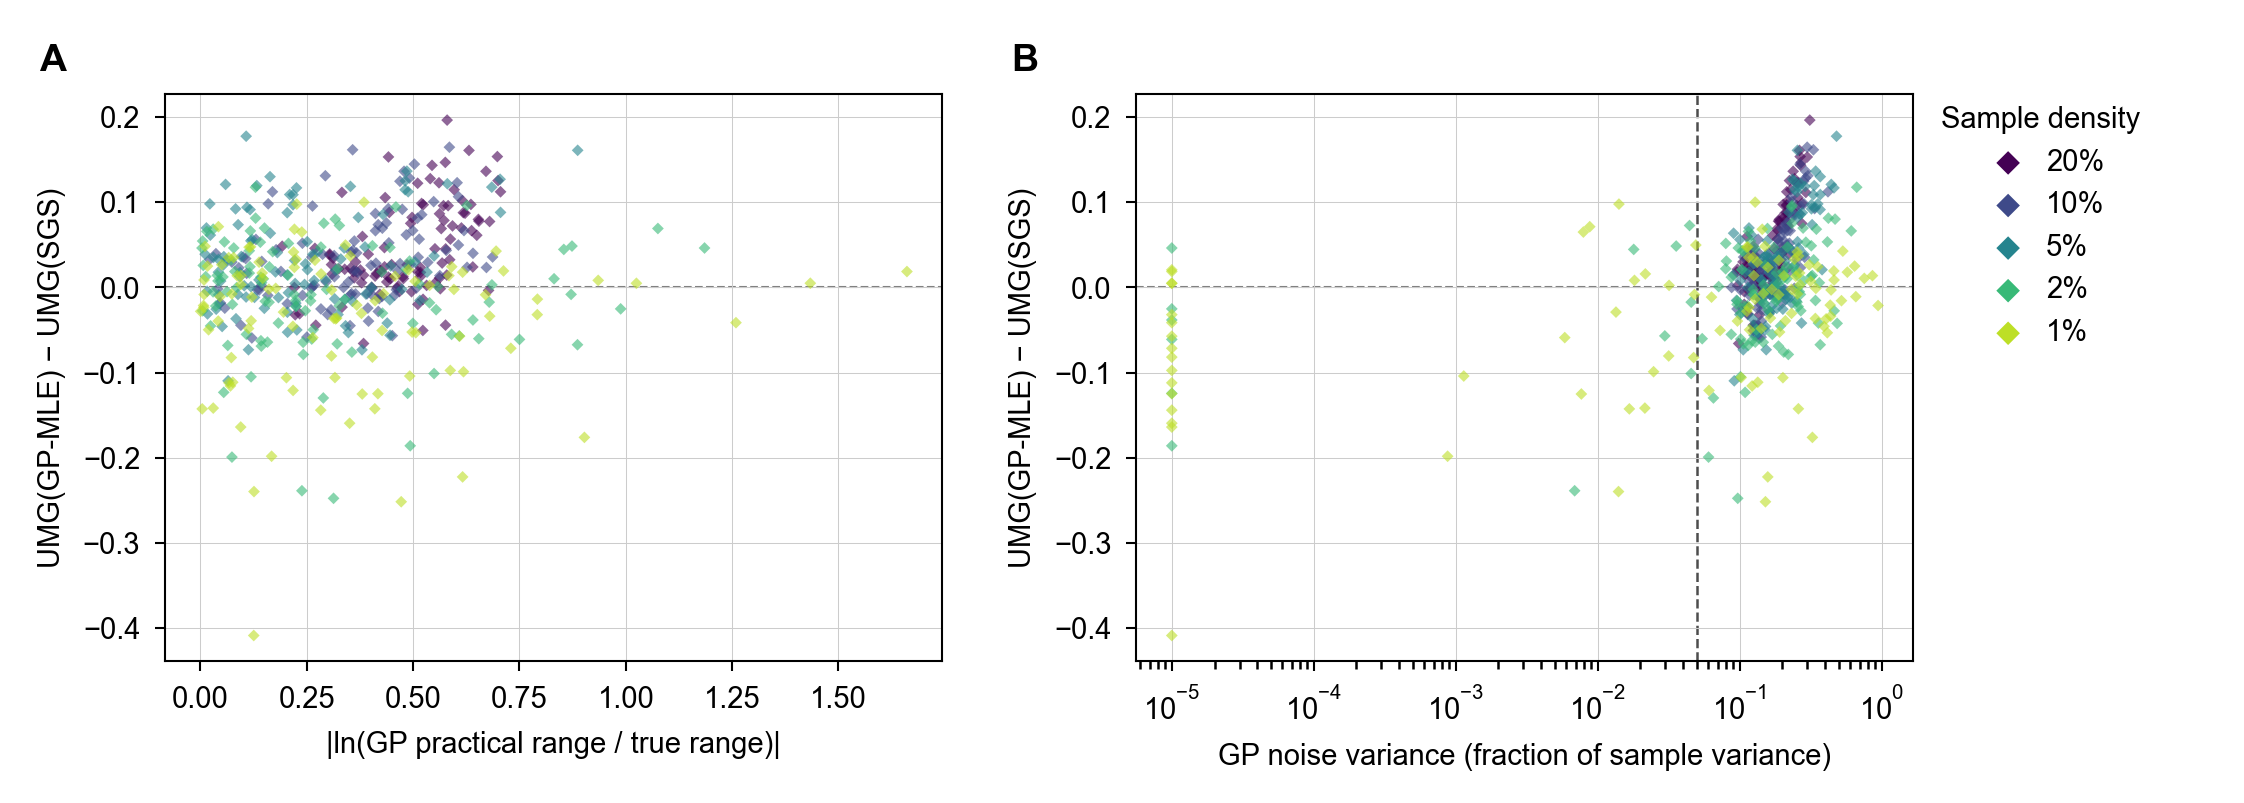 A
B
0.2
0.1
0.0
−0.1
−0.2
−0.3
−0.4
UMG(GP-MLE) − UMG(SGS)
0.00 0.25 0.50 0.75 1.00 1.25 1.50
|ln(GP practical range / true range)|
0.2
0.1
0.0
−0.1
−0.2
−0.3
−0.4
UMG(GP-MLE) − UMG(SGS)
10⁻⁵ 10⁻⁴ 10⁻³ 10⁻² 10⁻¹ 10⁰
GP noise variance (fraction of sample variance)
Sample density
20%
10%
5%
2%
1%